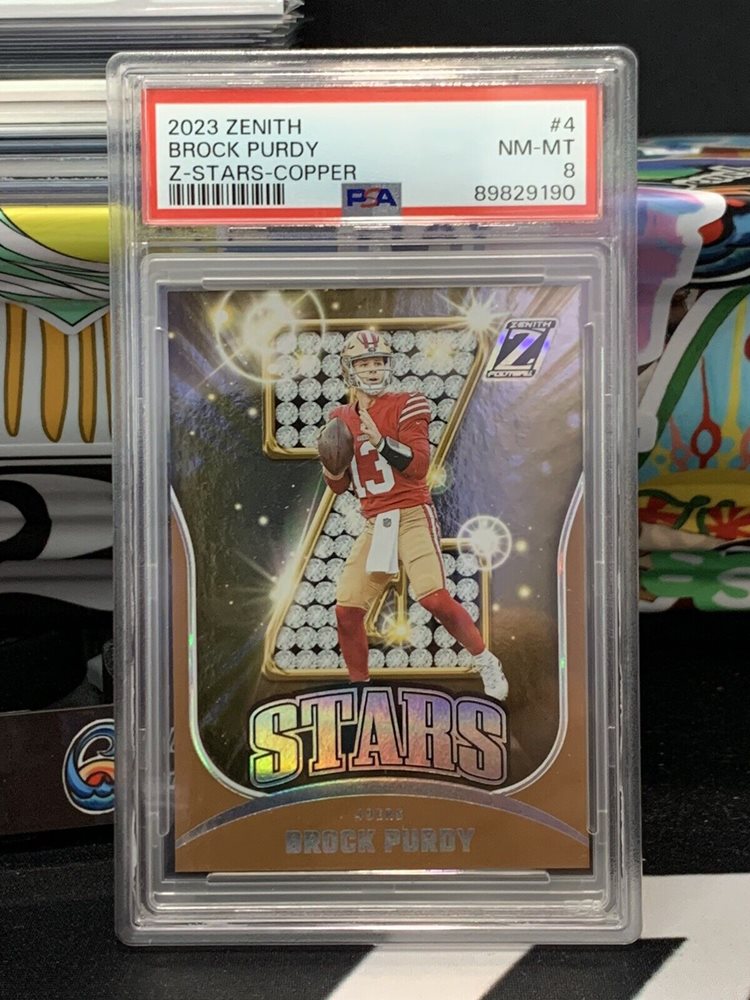 2023 ZENITH #4
BROCK PURDY NM-MT
Z-STARS-COPPER 8
PSA 89829190
ZENITH
Z
FOOTBALL
Z
13
STARS
49ERS
BROCK PURDY